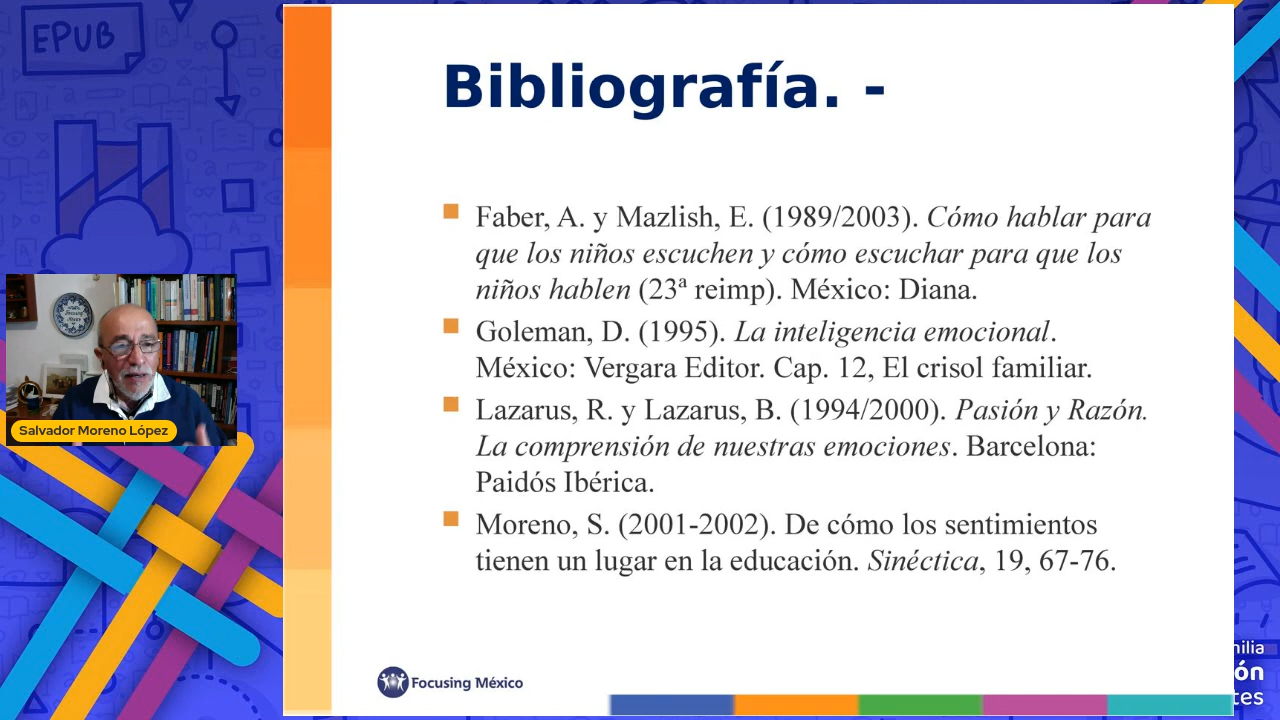 EPUB
Bibliografía. -
Faber, A. y Mazlish, E. (1989/2003). Cómo hablar para
que los niños escuchen y cómo escuchar para que los
niños hablen (23ª reimp). México: Diana.
Goleman, D. (1995). La inteligencia emocional.
México: Vergara Editor. Cap. 12, El crisol familiar.
Lazarus, R. y Lazarus, B. (1994/2000). Pasión y Razón.
La comprensión de nuestras emociones. Barcelona:
Paidós Ibérica.
Moreno, S. (2001-2002). De cómo los sentimientos
tienen un lugar en la educación. Sinéctica, 19, 67-76.
Salvador Moreno López
Focusing México